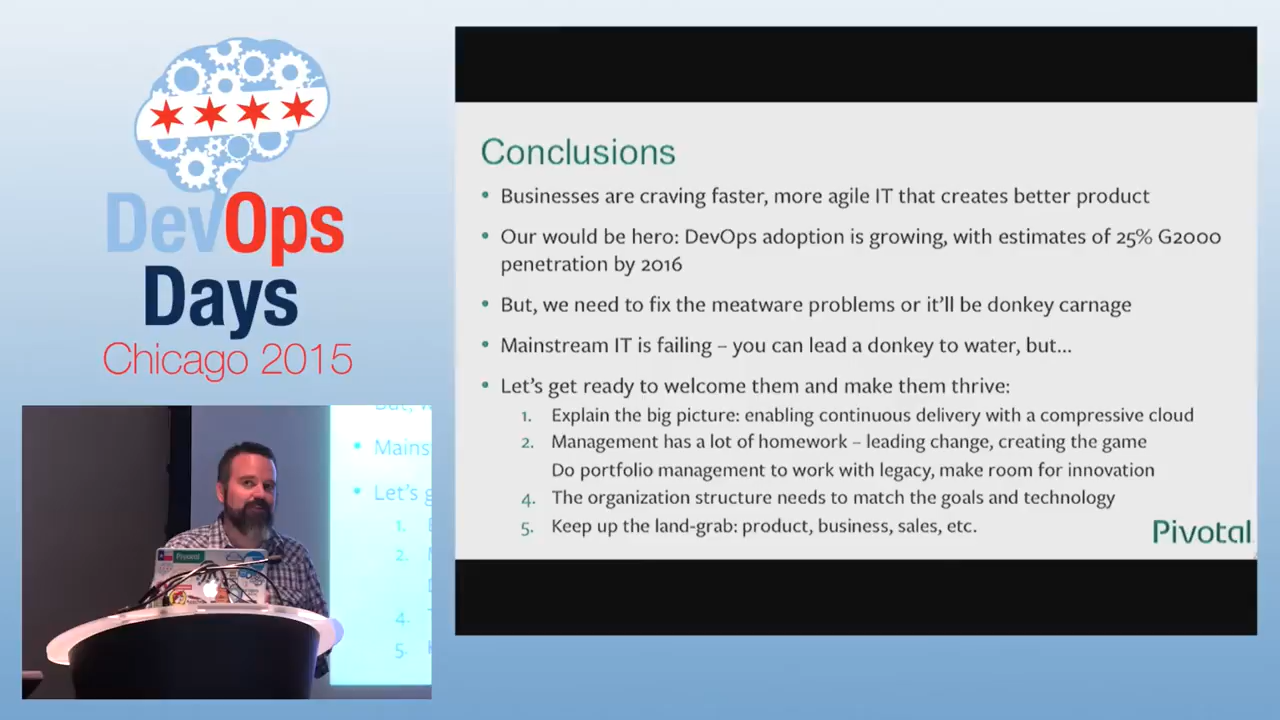 DevOps
Days
Chicago 2015
Conclusions
• Businesses are craving faster, more agile IT that creates better product
• Our would be hero: DevOps adoption is growing, with estimates of 25% G2000
penetration by 2016
• But, we need to fix the meatware problems or it'll be donkey carnage
• Mainstream IT is failing – you can lead a donkey to water, but...
• Let's get ready to welcome them and make them thrive:
1. Explain the big picture: enabling continuous delivery with a compressive cloud
2. Management has a lot of homework – leading change, creating the game
Do portfolio management to work with legacy, make room for innovation
4. The organization structure needs to match the goals and technology
5. Keep up the land-grab: product, business, sales, etc.
Pivotal
• Mains
• Let's g
1.
2.
4.
5.